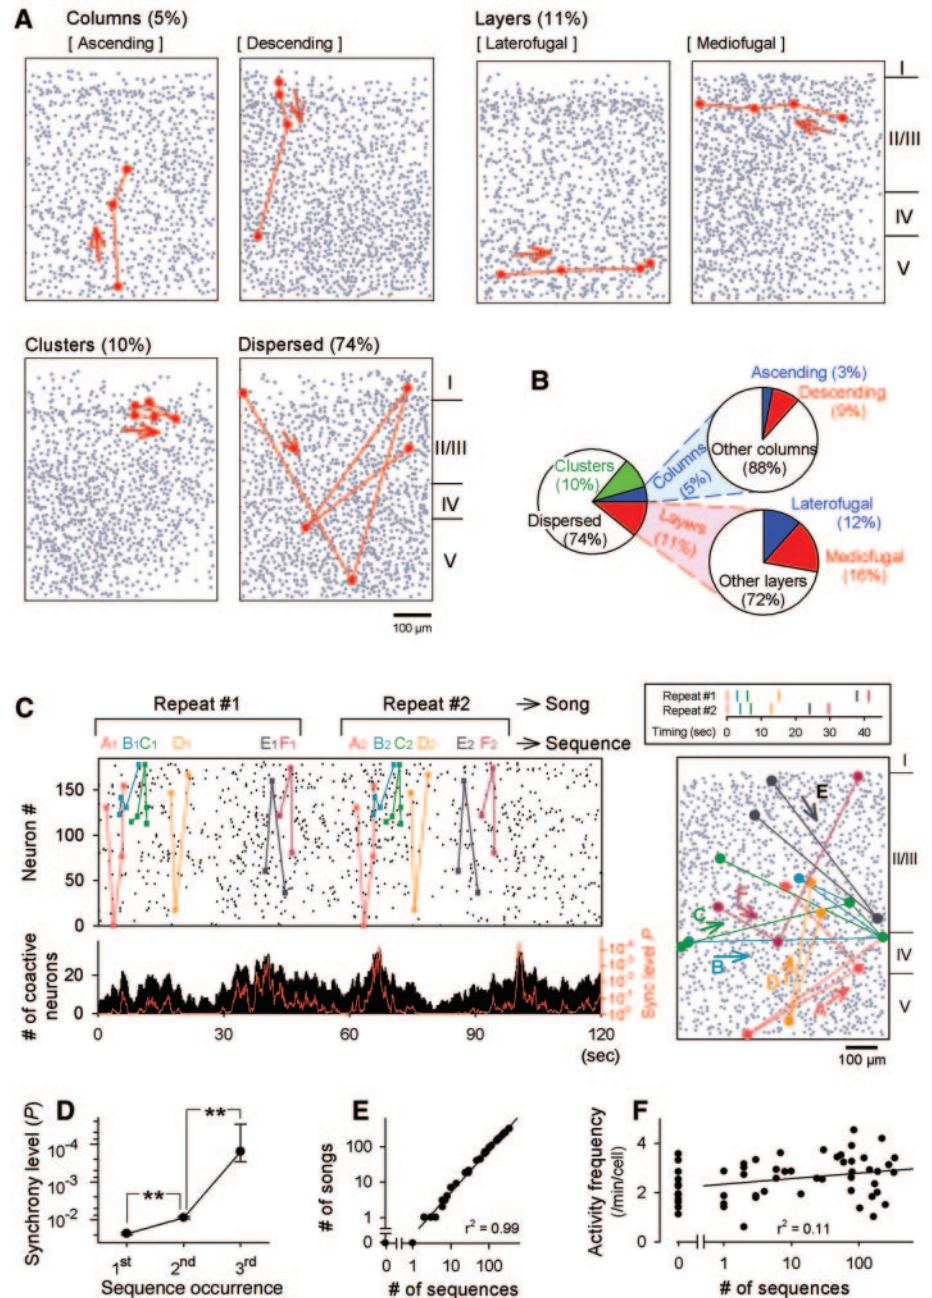 A
Columns (5%)
[ Ascending ]
[ Descending ]
Layers (11%)
[ Laterofugal ]
[ Mediofugal ]
I
II/III
IV
V
Clusters (10%)
Dispersed (74%)
I
II/III
IV
V
100 μm
B
Clusters
(10%)
Dispersed
(74%)
Columns
(5%)
Layers
(11%)
Ascending (3%)
Descending
(9%)
Other columns
(88%)
Laterofugal
(12%)
Mediofugal
(16%)
Other layers
(72%)
C
Repeat #1
Repeat #2
Song
Sequence
A1 B1 C1 D1 E1 F1 A2 B2 C2 D2 E2 F2
Neuron #
150
100
50
0
# of coactive
neurons
20
0
Sync level P
0 30 60 90 120
(sec)
Repeat #1
Repeat #2
Timing (sec) 0 10 20 30 40
I
II/III
IV
V
E
F
C
B
D
A
100 μm
D
Synchrony level (P)
10-4
10-3
10-2
**
**
1st 2nd 3rd
Sequence occurrence
E
# of songs
100
10
1
0
r2 = 0.99
0 1 10 100
# of sequences
F
Activity frequency
(/min/cell)
4
2
0
r2 = 0.11
0 1 10 100
# of sequences